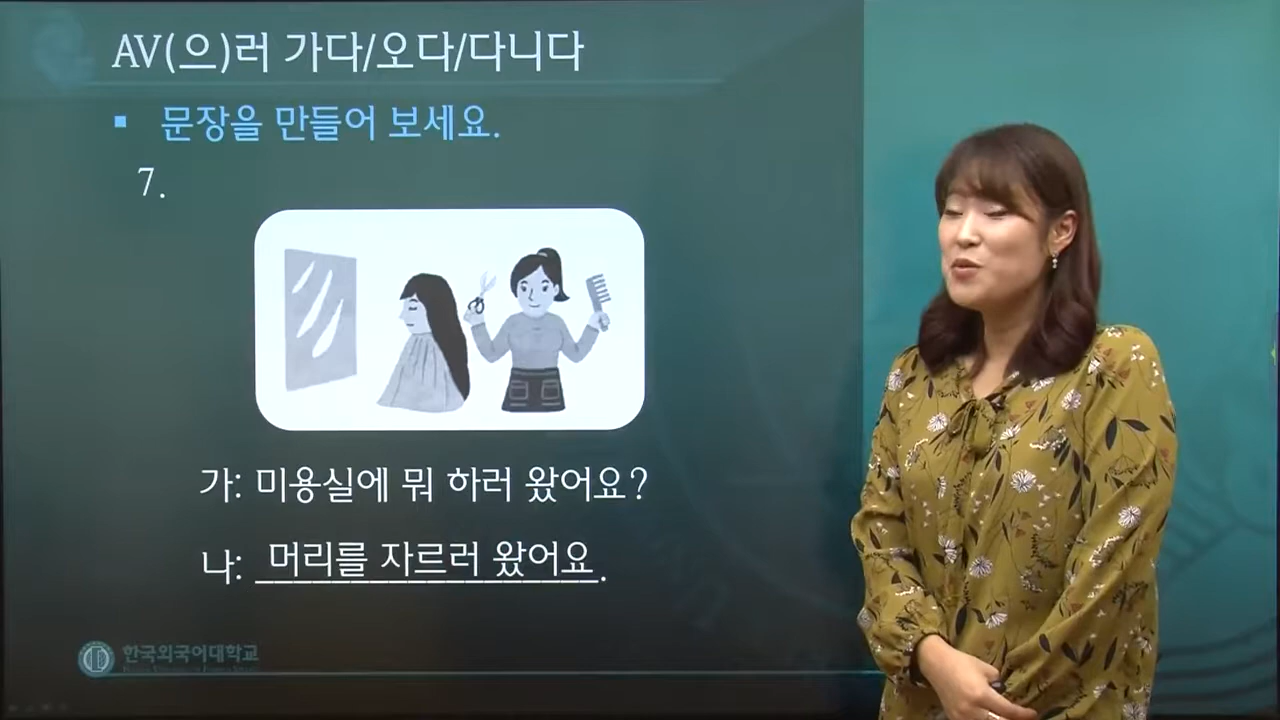 AV(으)러 가다/오다/다니다
▪ 문장을 만들어 보세요.
7.
가: 미용실에 뭐 하러 왔어요?
나: 머리를 자르러 왔어요.
한국외국어대학교